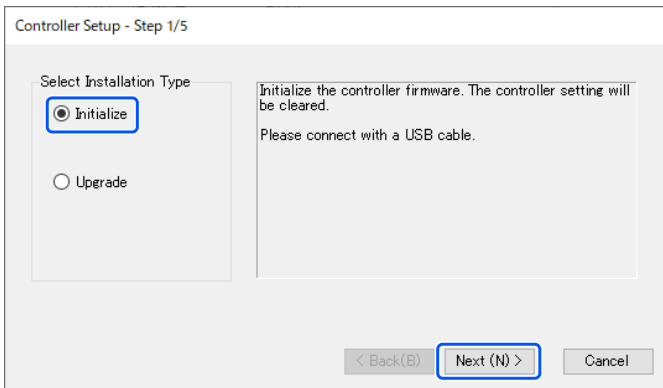 Controller Setup - Step 1/5
Select Installation Type
Initialize
Upgrade
Initialize the controller firmware. The controller setting will
be cleared.
Please connect with a USB cable.
< Back(B)
Next (N) >
Cancel